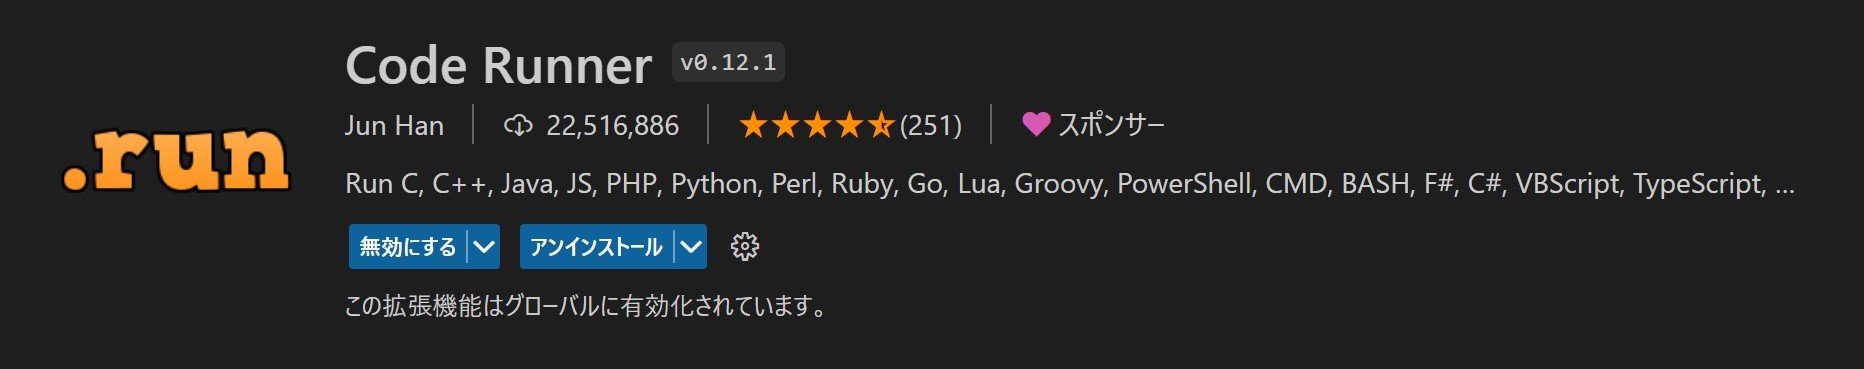 .run
Code Runner v0.12.1
Jun Han 22,516,886 (251) スポンサー
Run C, C++, Java, JS, PHP, Python, Perl, Ruby, Go, Lua, Groovy, PowerShell, CMD, BASH, F#, C#, VBScript, TypeScript, ...
無効にする アンインストール
この拡張機能はグローバルに有効化されています。